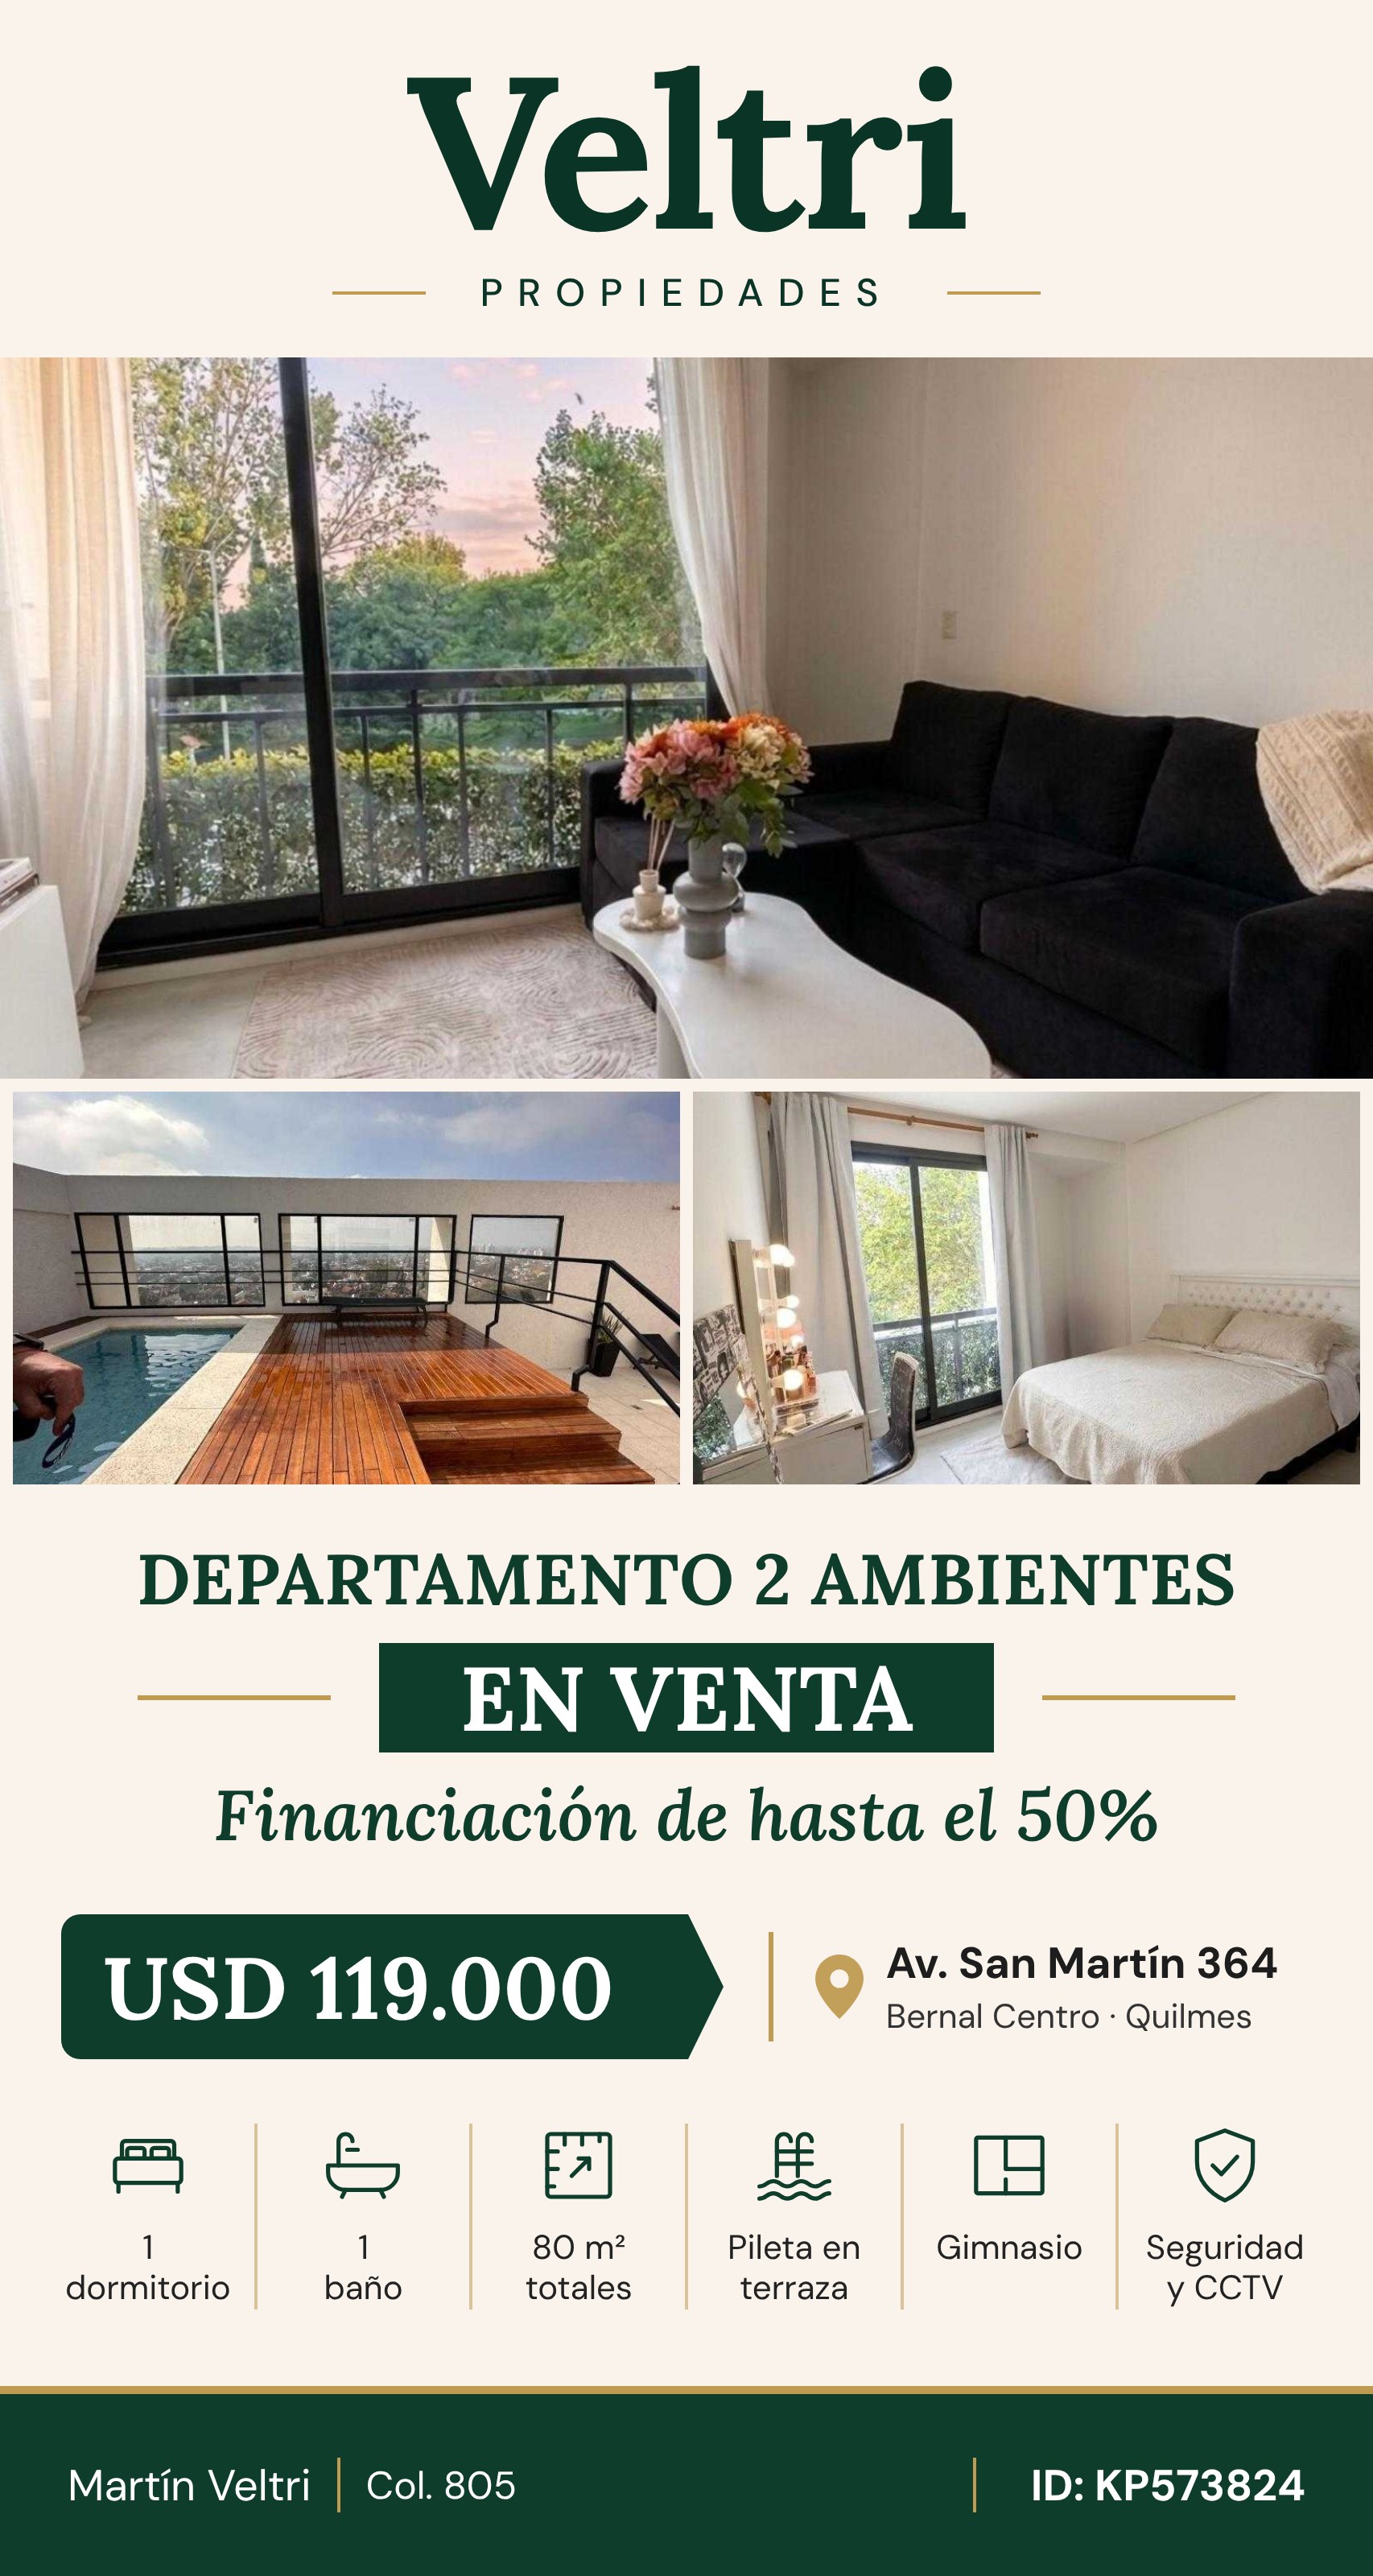 Veltri
PROPIEDADES
DEPARTAMENTO 2 AMBIENTES
EN VENTA
Financiación de hasta el 50%
USD 119.000
Av. San Martín 364
Bernal Centro · Quilmes
1
dormitorio
1
baño
80 m²
totales
Pileta en
terraza
Gimnasio
Seguridad
y CCTV
Martín Veltri
Col. 805
ID: KP573824